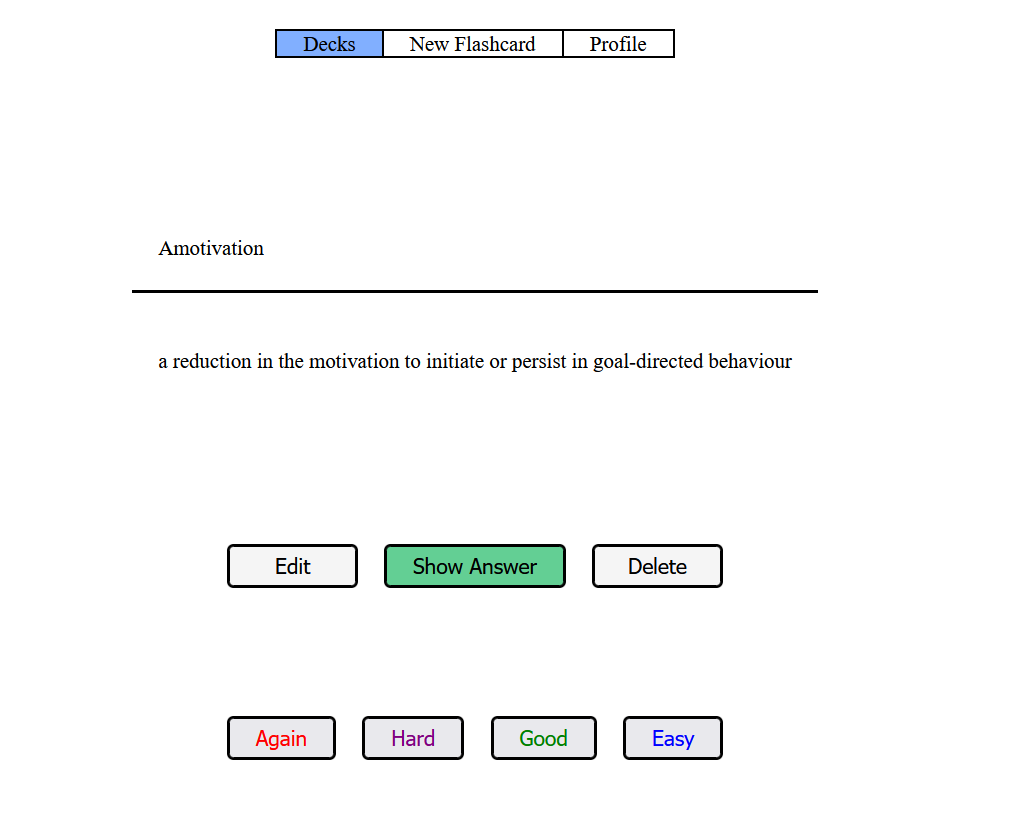 Decks New Flashcard Profile
Amotivation
a reduction in the motivation to initiate or persist in goal-directed behaviour
Edit Show Answer Delete
Again Hard Good Easy